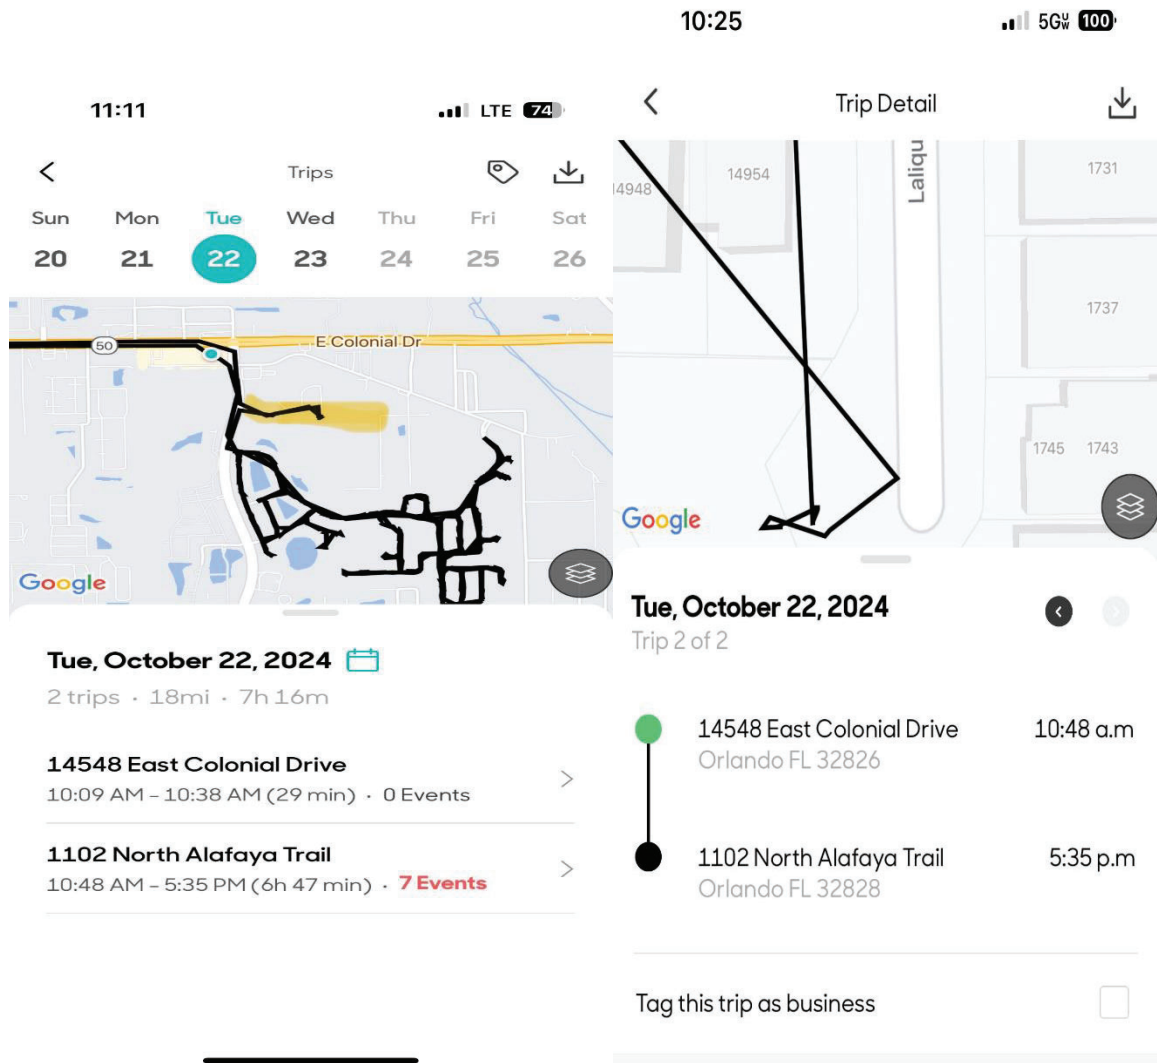 11:11
LTE 74
Trips
Sun Mon Tue Wed Thu Fri Sat
20 21 22 23 24 25 26
50
E Colonial Dr
Google
Tue, October 22, 2024
2 trips · 18mi · 7h 16m
14548 East Colonial Drive
10:09 AM – 10:38 AM (29 min) · 0 Events
1102 North Alafaya Trail
10:48 AM – 5:35 PM (6h 47 min) · 7 Events
10:25
5GUW 100
Trip Detail
14948
14954
Laliqu
1731
1737
1745 1743
Google
Tue, October 22, 2024
Trip 2 of 2
14548 East Colonial Drive 10:48 a.m
Orlando FL 32826
1102 North Alafaya Trail 5:35 p.m
Orlando FL 32828
Tag this trip as business